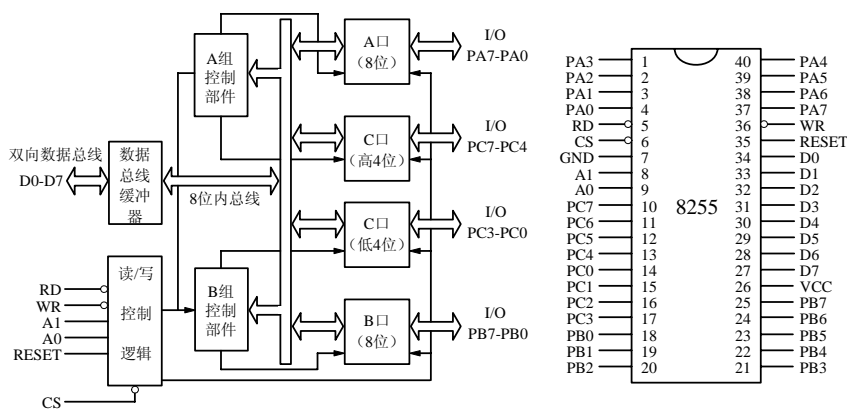 A组
控制
部件
A口
(8位)
I/O
PA7-PA0
C口
(高4位)
I/O
PC7-PC4
双向数据总线
D0-D7
数据
总线
缓冲
器
8位内总线
C口
(低4位)
I/O
PC3-PC0
B组
控制
部件
B口
(8位)
I/O
PB7-PB0
RD
WR
A1
A0
RESET
读/写
控制
逻辑
CS
PA3 1 40 PA4
PA2 2 39 PA5
PA1 3 38 PA6
PA0 4 37 PA7
RD 5 36 WR
CS 6 35 RESET
GND 7 34 D0
A1 8 33 D1
A0 9 32 D2
PC7 10 8255 31 D3
PC6 11 30 D4
PC5 12 29 D5
PC4 13 28 D6
PC0 14 27 D7
PC1 15 26 VCC
PC2 16 25 PB7
PC3 17 24 PB6
PB0 18 23 PB5
PB1 19 22 PB4
PB2 20 21 PB3